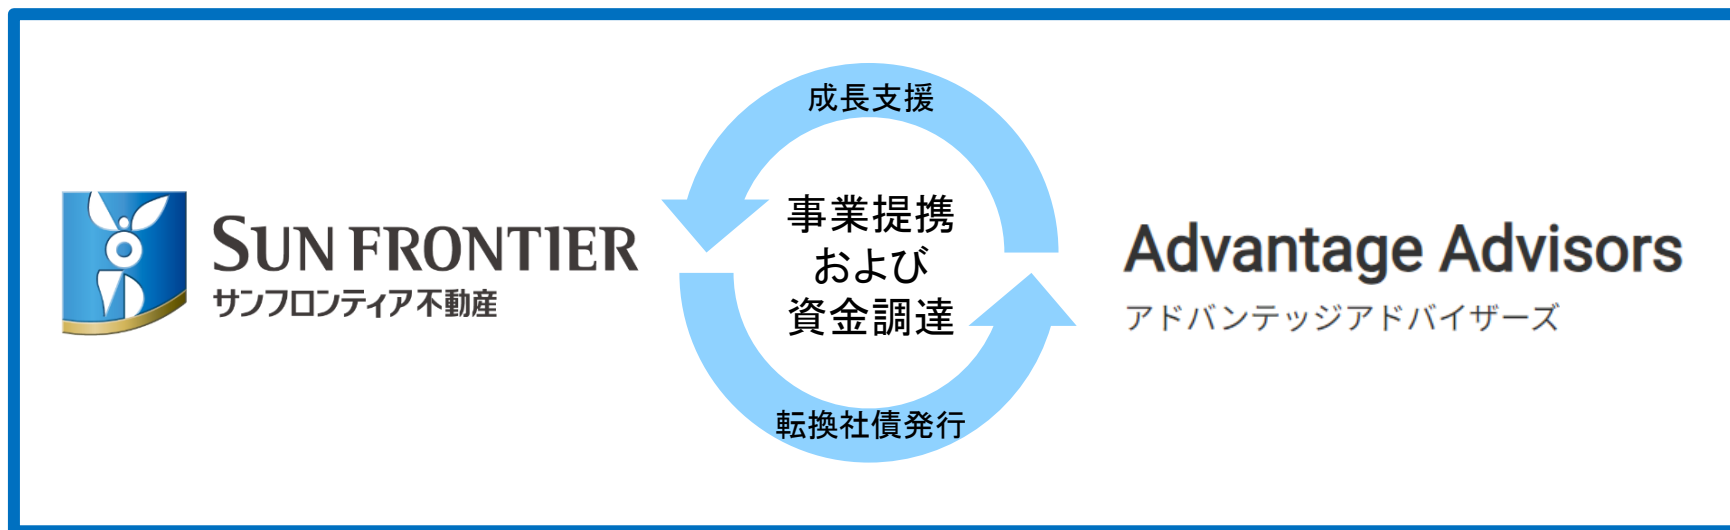 成長支援
SUN FRONTIER
サンフロンティア不動産
事業提携
および
資金調達
Advantage Advisors
アドバンテッジアドバイザーズ
転換社債発行